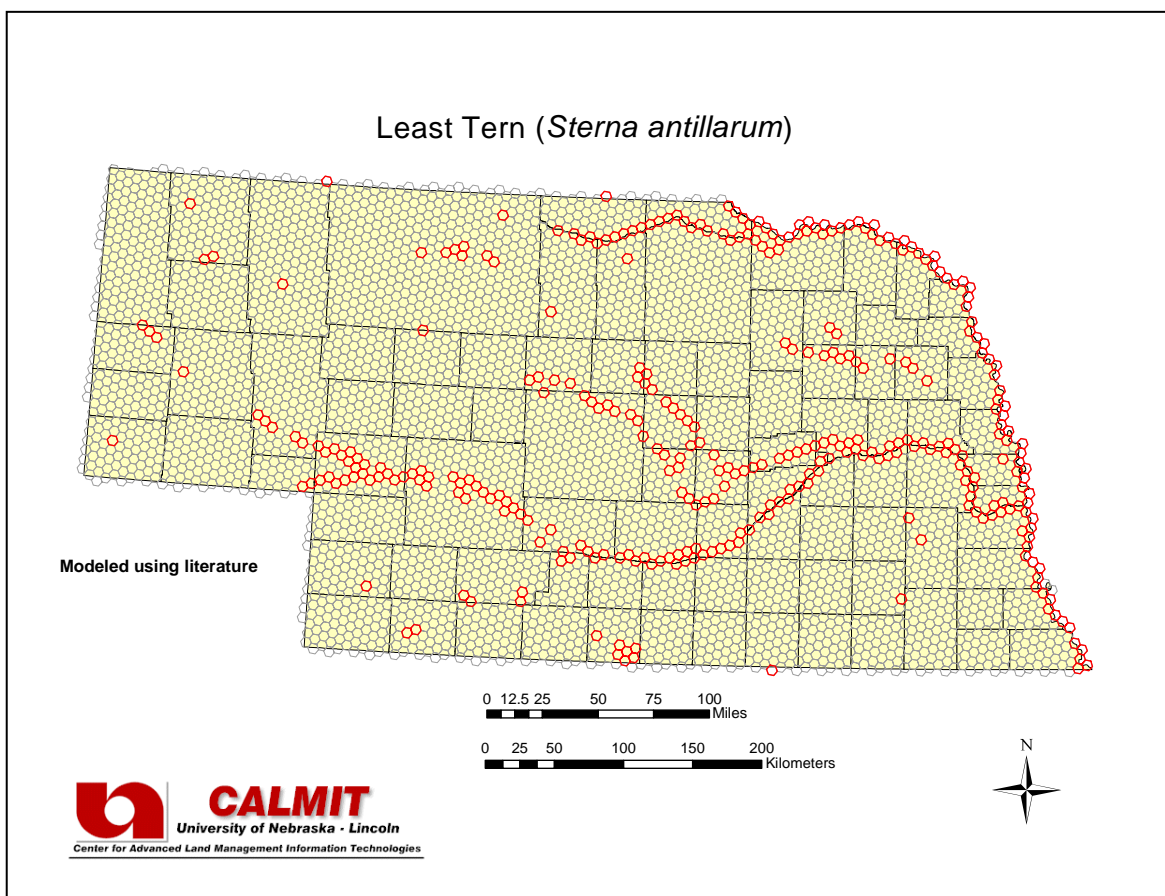 Least Tern (Sterna antillarum)
Modeled using literature
0 12.5 25 50 75 100
Miles
0 25 50 100 150 200
Kilometers
N
CALMIT
University of Nebraska - Lincoln
Center for Advanced Land Management Information Technologies